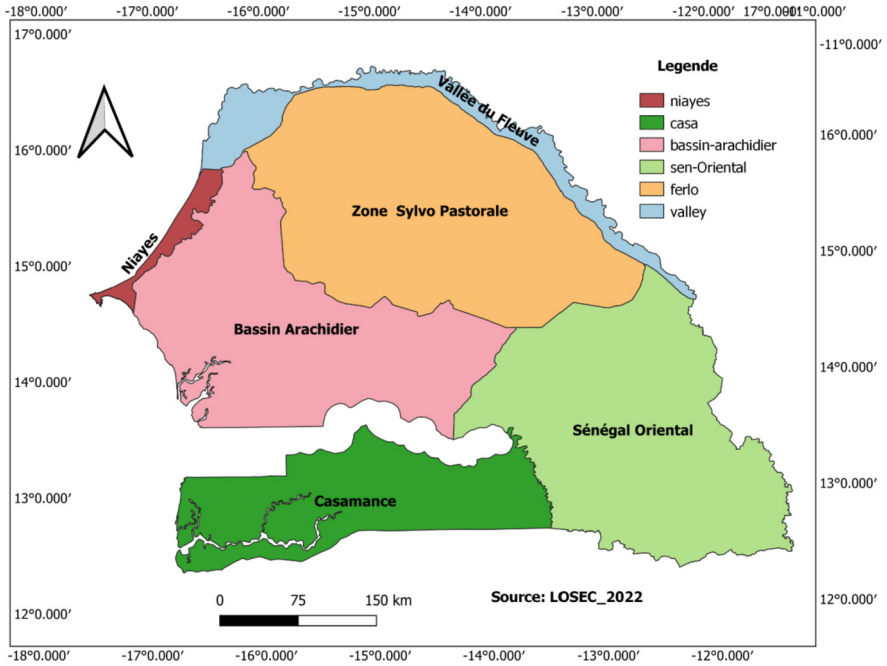 -18°0.000′ -17°0.000′ -16°0.000′ -15°0.000′ -14°0.000′ -13°0.000′ -12°0.000′
17°0.000′
-11°0.000′
Legende
niayes
casa
bassin-arachidier
sen-Oriental
ferlo
valley
Vallée du Fleuve
16°0.000′
16°0.000′
Zone Sylvo Pastorale
Niayes
15°0.000′
15°0.000′
Bassin Arachidier
14°0.000′
14°0.000′
Sénégal Oriental
13°0.000′
13°0.000′
Casamance
0 75 150 km
Source: LOSEC_2022
12°0.000′
12°0.000′
-18°0.000′ -17°0.000′ -16°0.000′ -15°0.000′ -14°0.000′ -13°0.000′ -12°0.000′